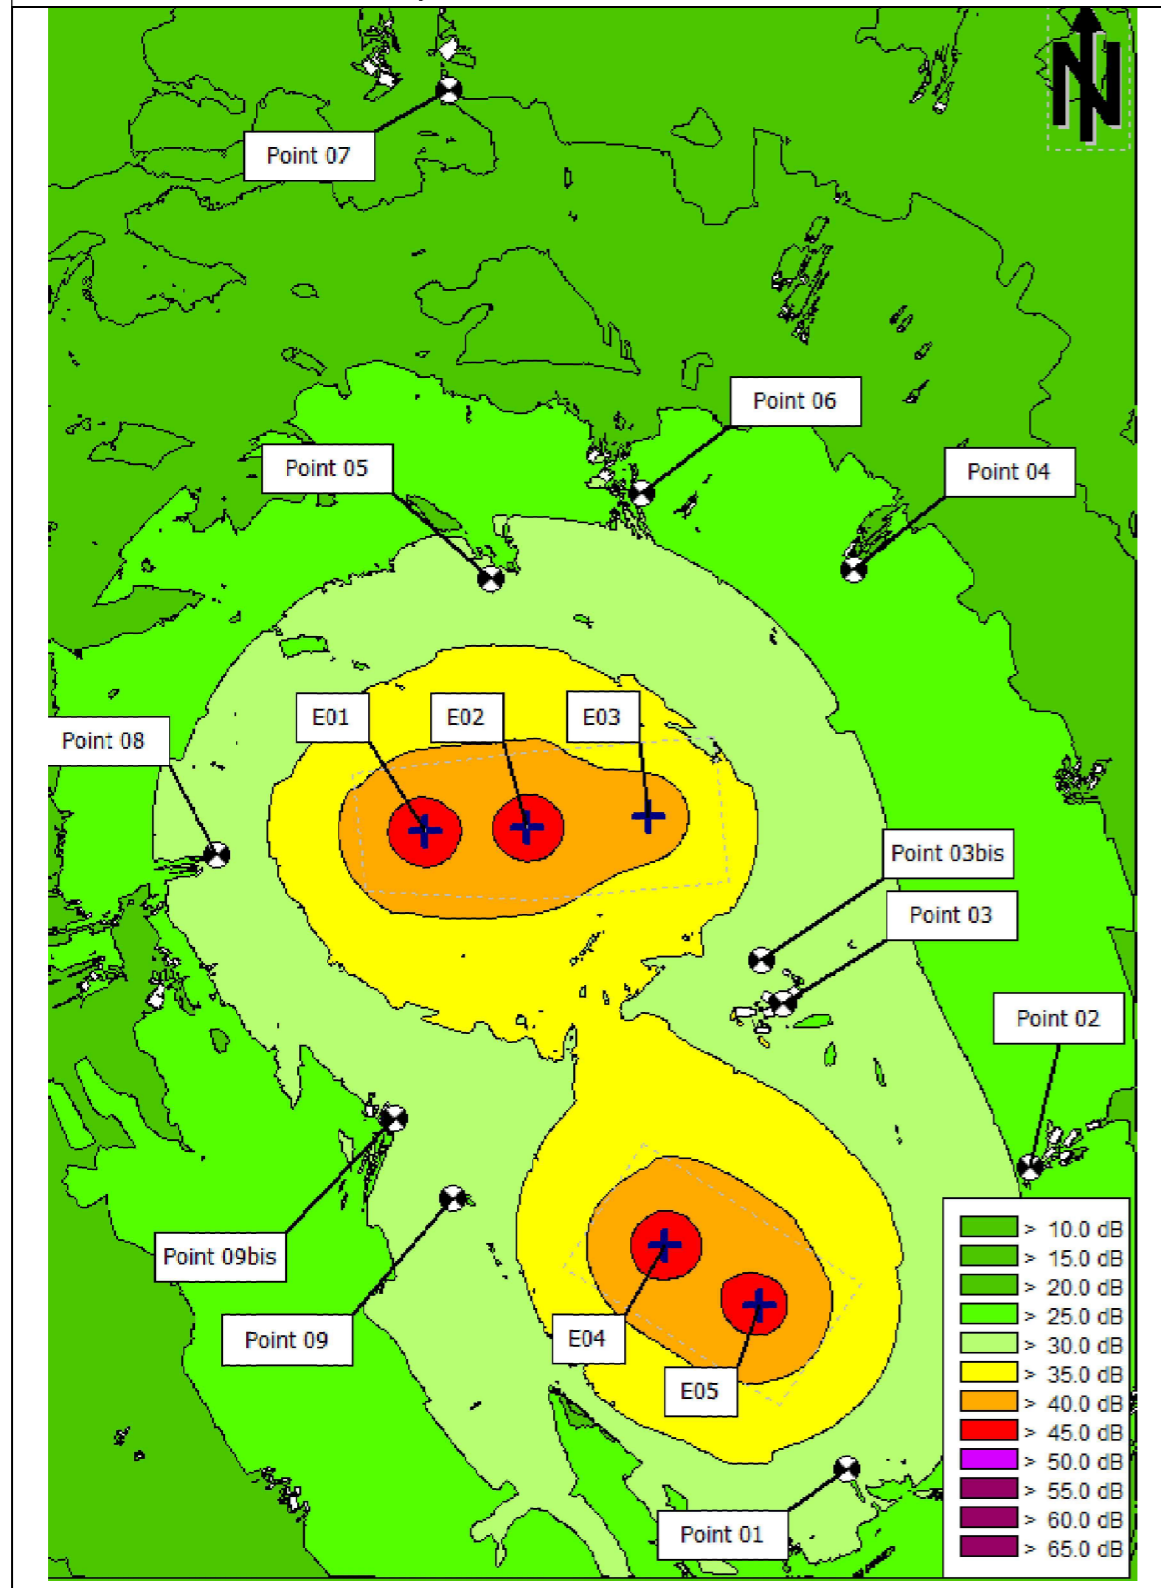 N
Point 07
Point 06
Point 05
Point 04
E01
E02
E03
Point 08
Point 03bis
Point 03
Point 02
Point 09bis
Point 09
E04
E05
Point 01
> 10.0 dB
> 15.0 dB
> 20.0 dB
> 25.0 dB
> 30.0 dB
> 35.0 dB
> 40.0 dB
> 45.0 dB
> 50.0 dB
> 55.0 dB
> 60.0 dB
> 65.0 dB